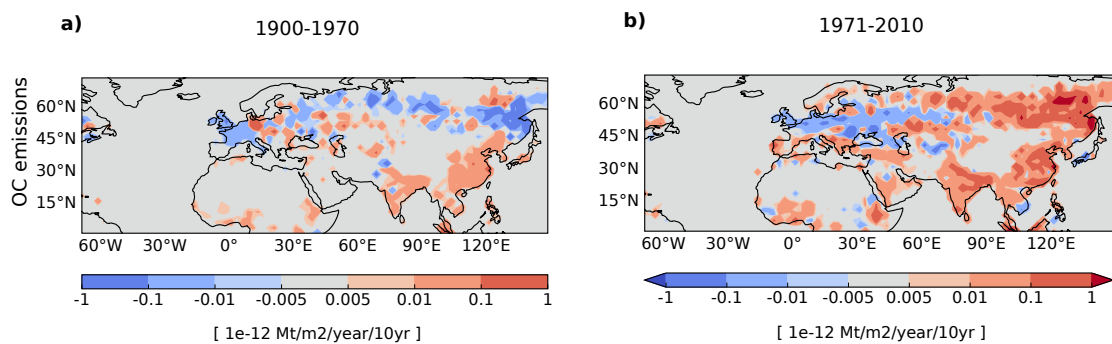 a)
1900-1970
b)
1971-2010
OC emissions
60°N
45°N
30°N
15°N
60°W 30°W 0° 30°E 60°E 90°E 120°E
-1 -0.1 -0.01 -0.005 0.005 0.01 0.1 1
[ 1e-12 Mt/m2/year/10yr ]
60°N
45°N
30°N
15°N
60°W 30°W 0° 30°E 60°E 90°E 120°E
-1 -0.1 -0.01 -0.005 0.005 0.01 0.1 1
[ 1e-12 Mt/m2/year/10yr ]